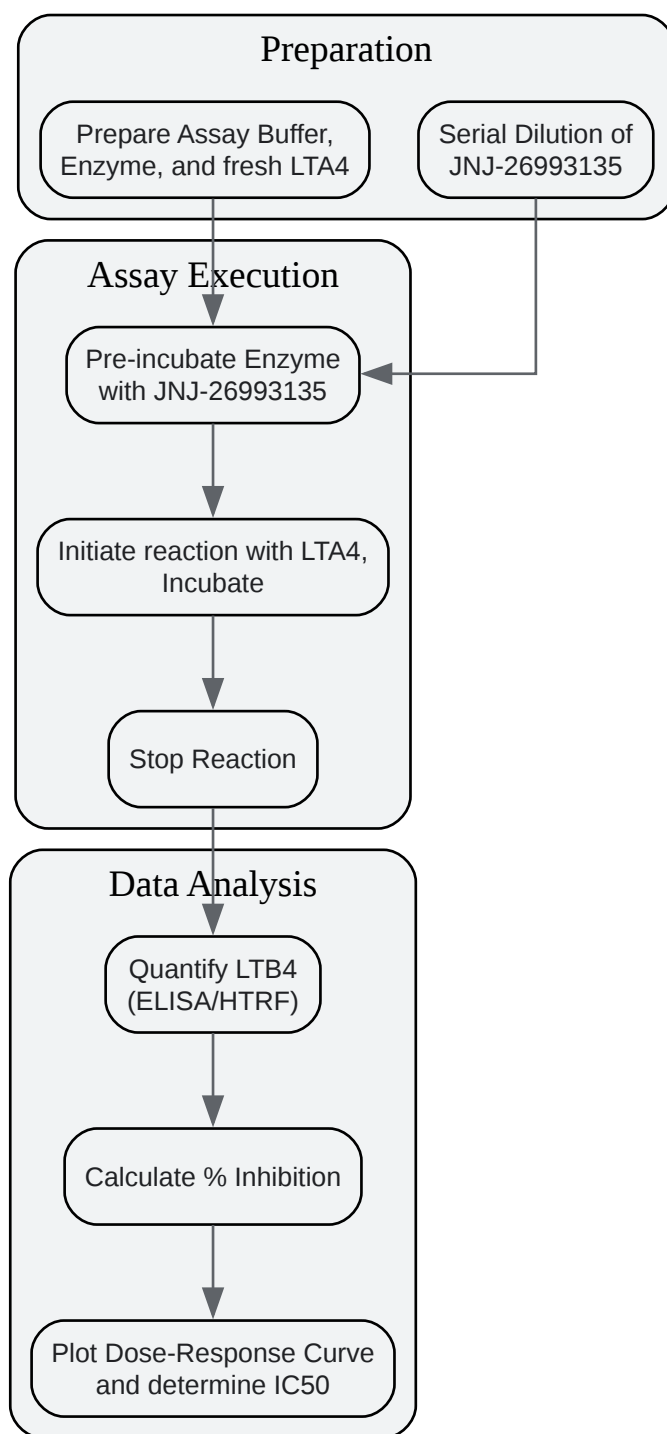 Preparation
Prepare Assay Buffer,
Enzyme, and fresh LTA4
Serial Dilution of
JNJ-26993135
Assay Execution
Pre-incubate Enzyme
with JNJ-26993135
Initiate reaction with LTA4,
Incubate
Stop Reaction
Data Analysis
Quantify LTB4
(ELISA/HTRF)
Calculate % Inhibition
Plot Dose-Response Curve
and determine IC50